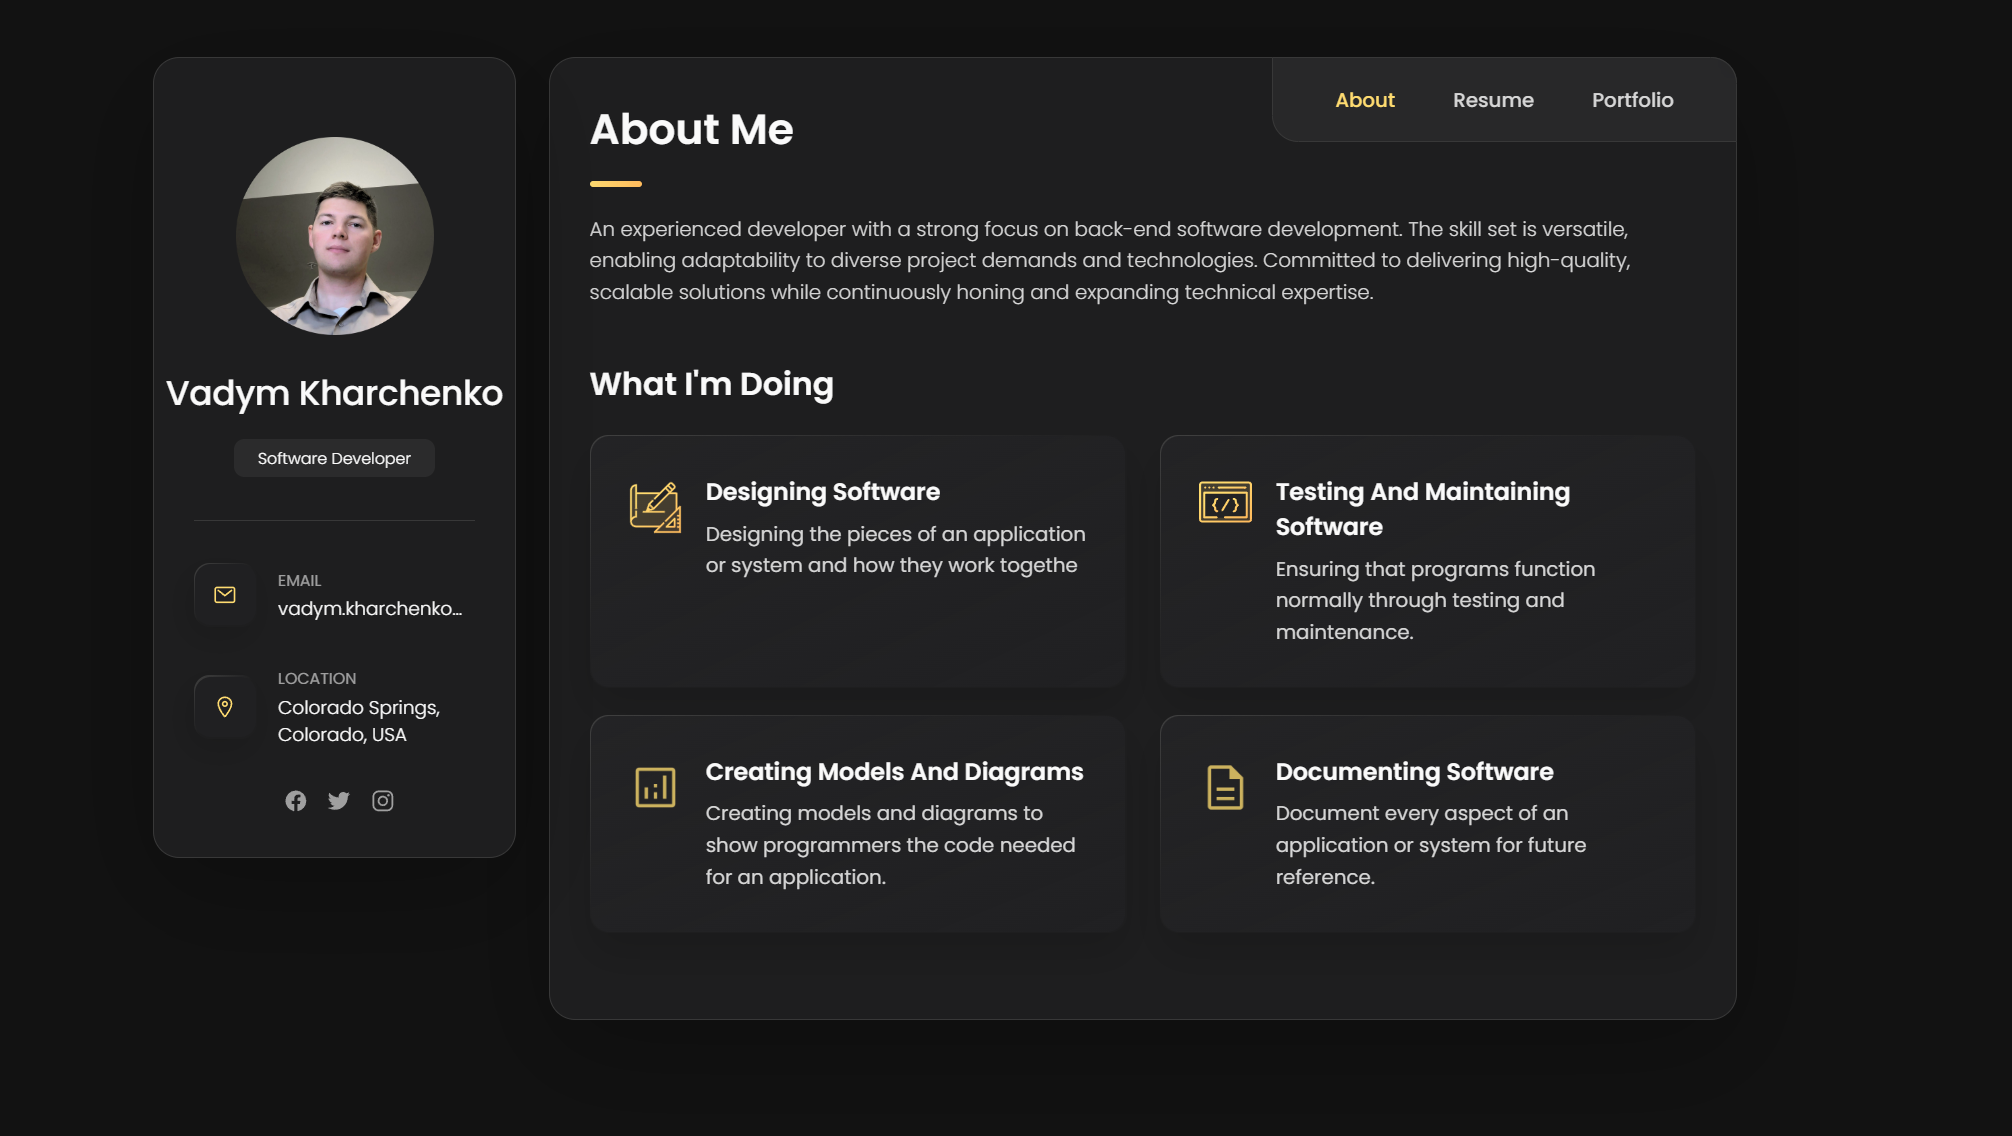 Vadym Kharchenko
Software Developer
EMAIL
vadym.kharchenko...
LOCATION
Colorado Springs,
Colorado, USA
About Resume Portfolio
About Me
An experienced developer with a strong focus on back-end software development. The skill set is versatile,
enabling adaptability to diverse project demands and technologies. Committed to delivering high-quality,
scalable solutions while continuously honing and expanding technical expertise.
What I'm Doing
Designing Software
Designing the pieces of an application
or system and how they work togethe
Testing And Maintaining
Software
Ensuring that programs function
normally through testing and
maintenance.
Creating Models And Diagrams
Creating models and diagrams to
show programmers the code needed
for an application.
Documenting Software
Document every aspect of an
application or system for future
reference.